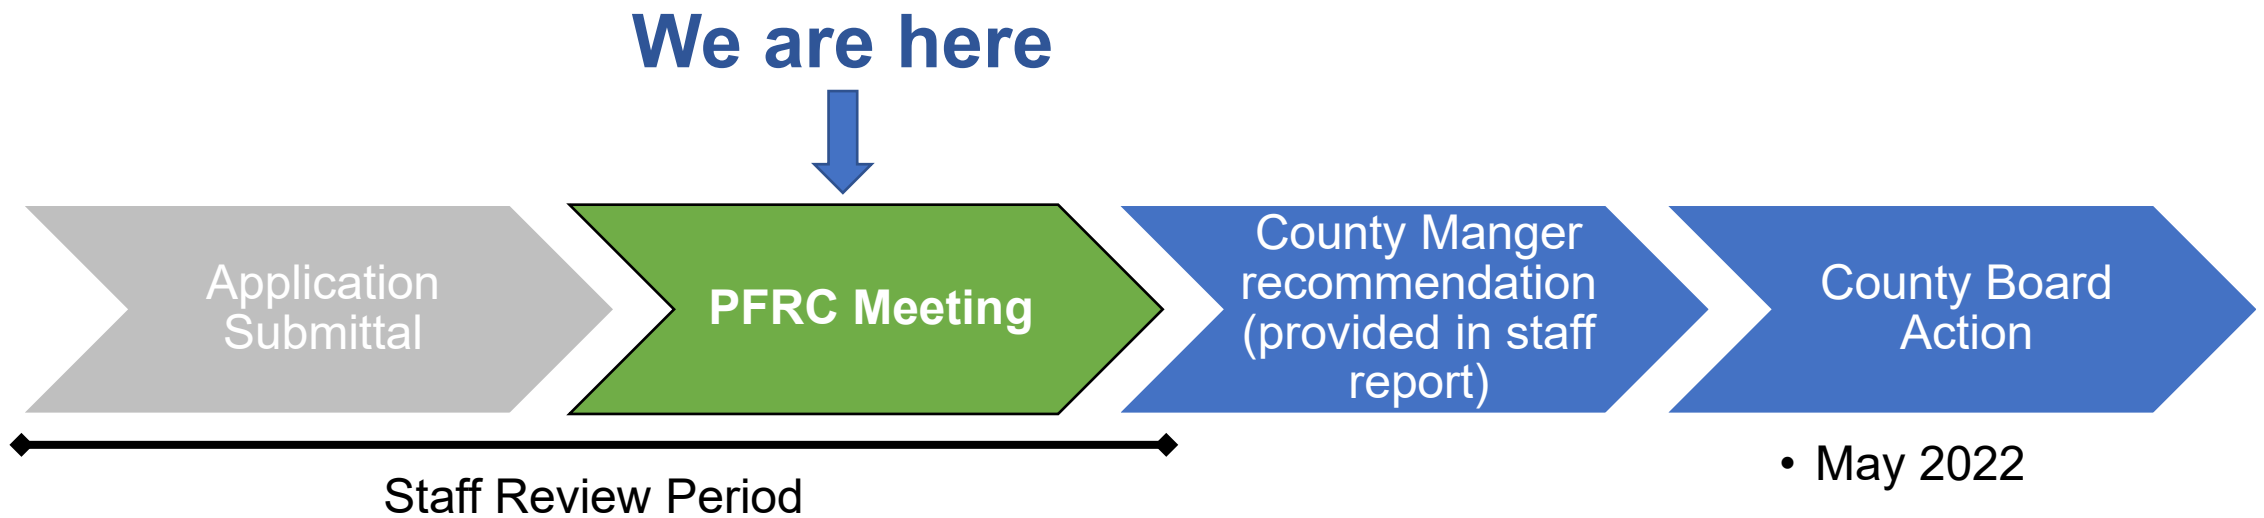 We are here
Application
Submittal
PFRC Meeting
County Manger
recommendation
(provided in staff
report)
County Board
Action
Staff Review Period
• May 2022